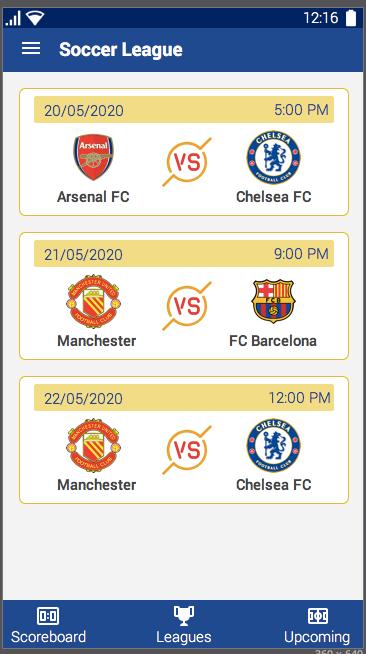 12:16
Soccer League
20/05/2020 5:00 PM
Arsenal
VS
CHELSEA
FOOTBALL CLUB
Arsenal FC Chelsea FC
21/05/2020 9:00 PM
MANCHESTER UNITED
FOOTBALL CLUB
VS
FCB
Manchester FC Barcelona
22/05/2020 12:00 PM
MANCHESTER UNITED
FOOTBALL CLUB
VS
CHELSEA
FOOTBALL CLUB
Manchester Chelsea FC
0:0
Scoreboard Leagues Upcoming